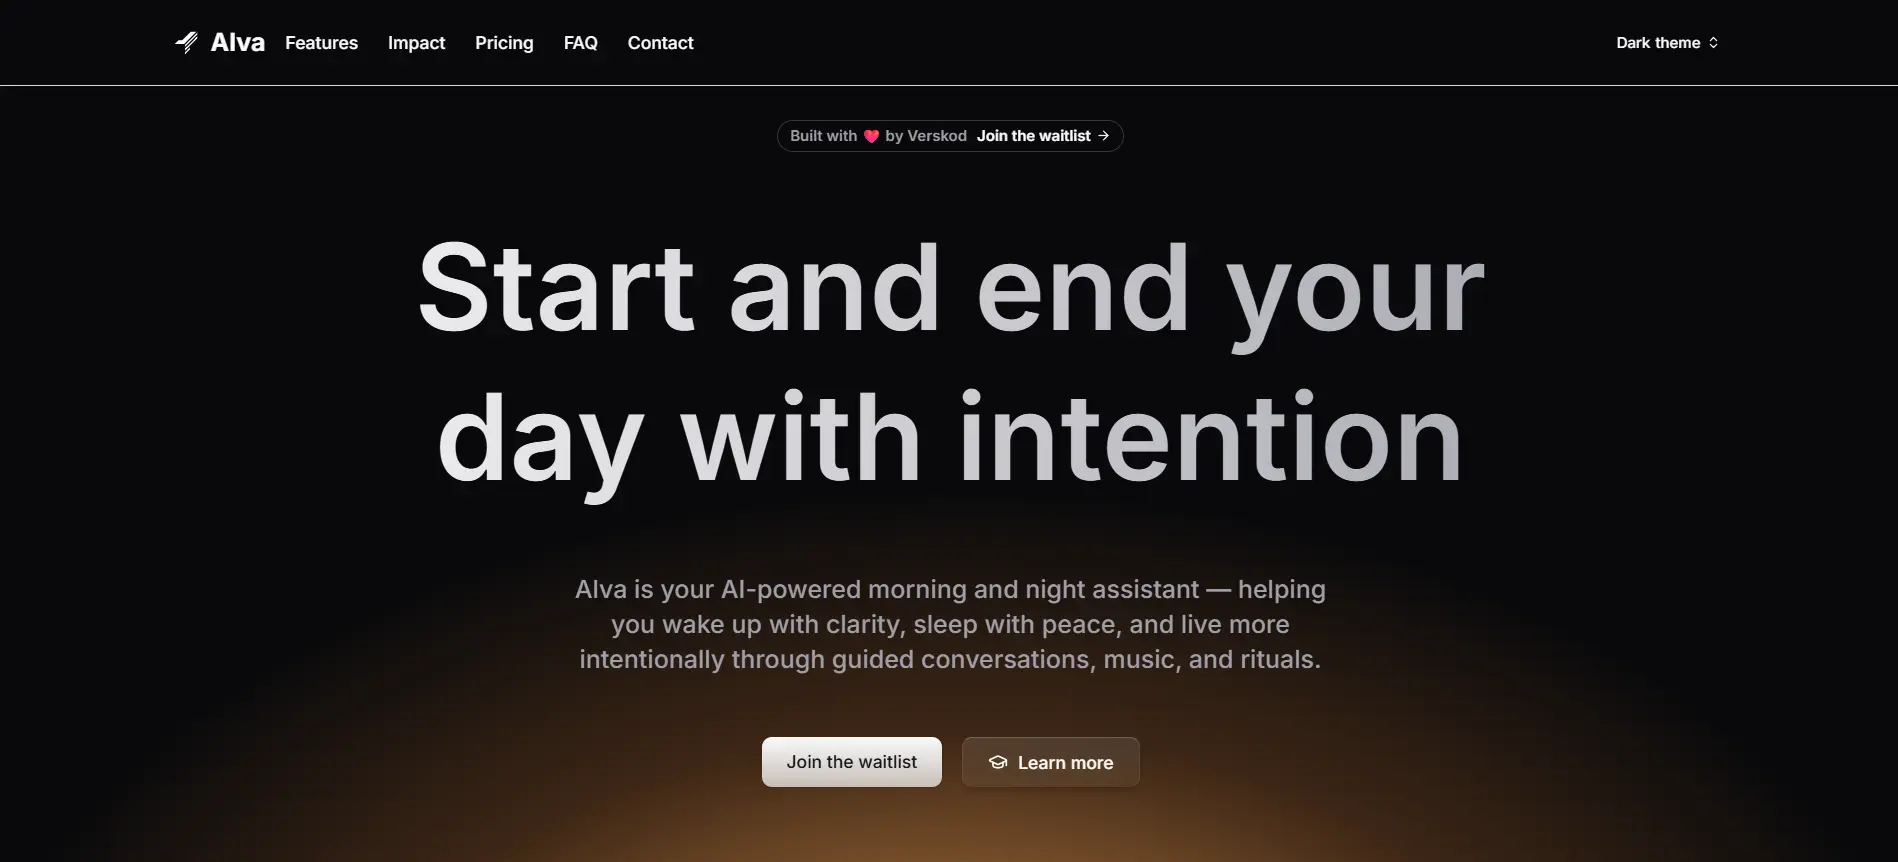 Alva Features Impact Pricing FAQ Contact Dark theme
Built with ❤️ by Verskod Join the waitlist →
Start and end your
day with intention
Alva is your AI-powered morning and night assistant — helping
you wake up with clarity, sleep with peace, and live more
intentionally through guided conversations, music, and rituals.
Join the waitlist Learn more